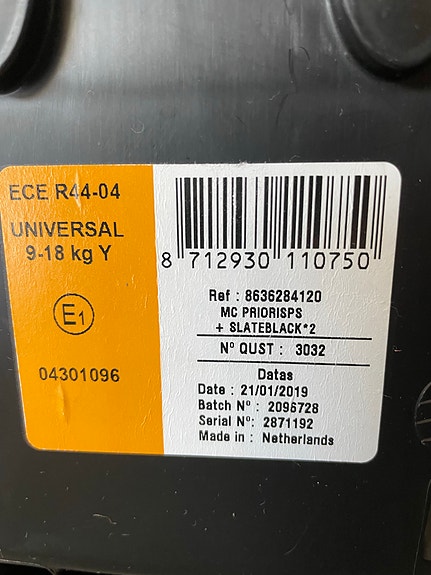 ECE R44-04
UNIVERSAL
9-18 kg Y
E1
04301096
8 712930 110750
Ref : 8636284120
MC PRIORISPS
+ SLATEBLACK*2
Nº QUST : 3032
Datas
Date : 21/01/2019
Batch Nº : 2096728
Serial Nº: 2871192
Made in : Netherlands